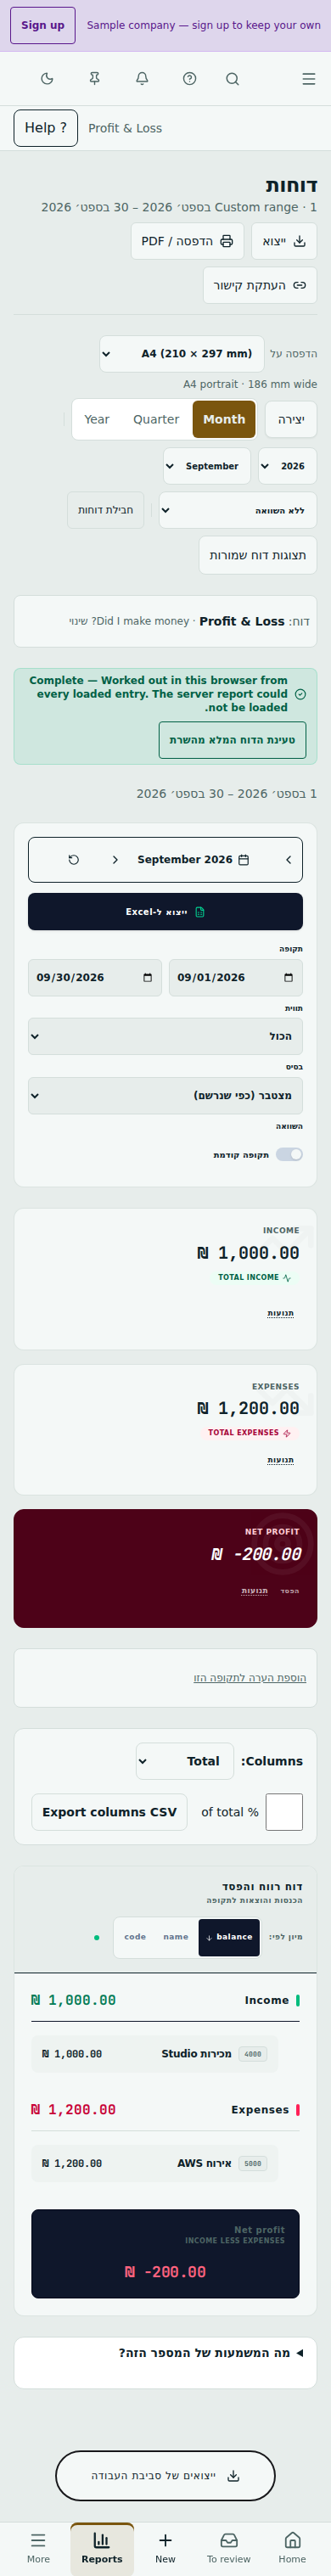 Sign up
Sample company — sign up to keep your own
Help ?
Profit & Loss
דוחות
Custom range · 1 בספט׳ 2026 – 30 בספט׳ 2026
ייצוא
הדפסה / PDF
העתקת קישור
הדפסה על
A4 (210 × 297 mm)
A4 portrait · 186 mm wide
יצירה
Month
Quarter
Year
2026
September
ללא השוואה
חבילת דוחות
תצוגות דוח שמורות
דוח: Profit & Loss · Did I make money? שינוי
Complete — Worked out in this browser from
every loaded entry. The server report could
not be loaded.
טעינת הדוח המלא מהשרת
1 בספט׳ 2026 – 30 בספט׳ 2026
September 2026
ייצוא ל-Excel
תקופה
09/01/2026
09/30/2026
תווית
הכול
בסיס
מצטבר (כפי שנרשם)
השוואה
תקופה קודמת
INCOME
₪ 1,000.00
TOTAL INCOME
תנועות
EXPENSES
₪ 1,200.00
TOTAL EXPENSES
תנועות
NET PROFIT
₪ -200.00
הפסד
תנועות
הוספת הערה לתקופה הזו
Columns:
Total
% of total
Export columns CSV
דוח רווח והפסד
הכנסות והוצאות לתקופה
מיון לפי:
balance ↓
name
code
Income
₪ 1,000.00
4000
מכירות Studio
₪ 1,000.00
Expenses
₪ 1,200.00
5000
אירוח AWS
₪ 1,200.00
Net profit
INCOME LESS EXPENSES
₪ -200.00
מה המשמעות של המספר הזה?
ייצואים של סביבת העבודה
More
Reports
New
To review
Home